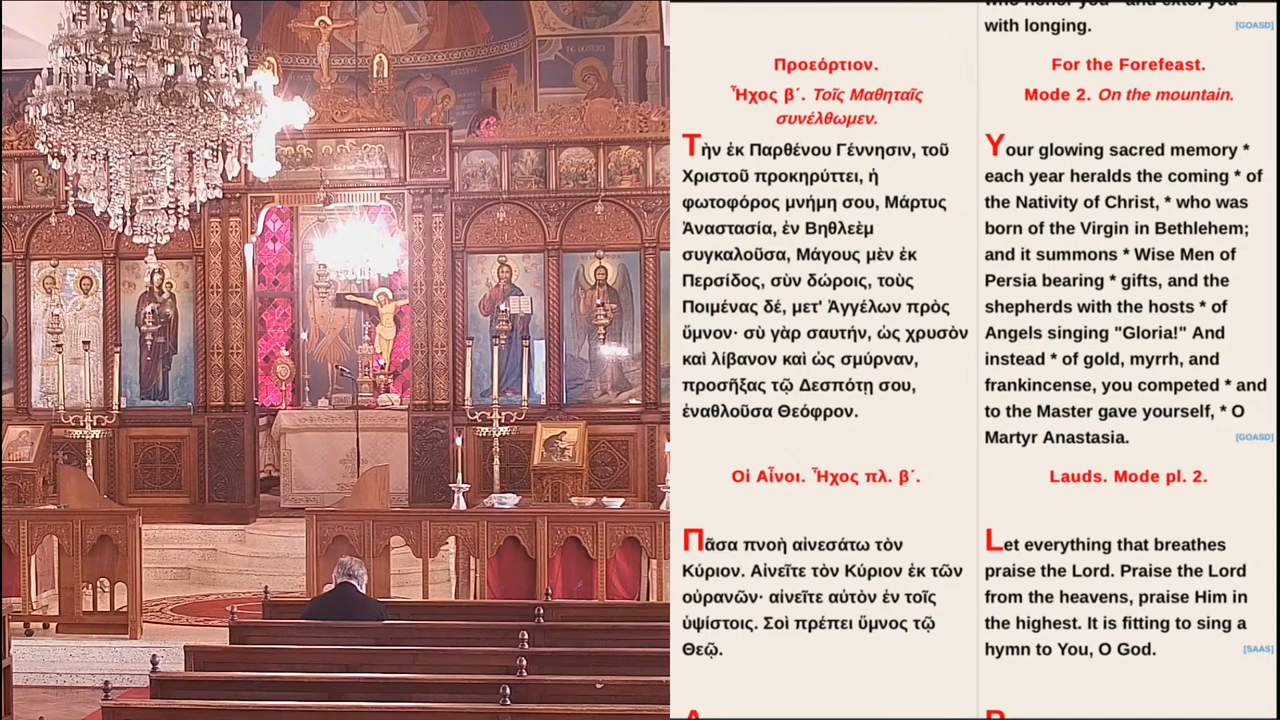 with longing.
[GOASD]
Προεόρτιον.
Ἦχος β΄. Τοῖς Μαθηταῖς
συνέλθωμεν.
Τὴν ἐκ Παρθένου Γέννησιν, τοῦ
Χριστοῦ προκηρύττει, ἡ
φωτοφόρος μνήμη σου, Μάρτυς
Ἀναστασία, ἐν Βηθλεὲμ
συγκαλοῦσα, Μάγους μὲν ἐκ
Περσίδος, σὺν δώροις, τοὺς
Ποιμένας δέ, μετ' Ἀγγέλων πρὸς
ὕμνον· σὺ γὰρ σαυτήν, ὡς χρυσὸν
καὶ λίβανον καὶ ὡς σμύρναν,
προσῆξας τῷ Δεσπότῃ σου,
ἐναθλοῦσα Θεόφρον.
For the Forefeast.
Mode 2. On the mountain.
Your glowing sacred memory *
each year heralds the coming * of
the Nativity of Christ, * who was
born of the Virgin in Bethlehem;
and it summons * Wise Men of
Persia bearing * gifts, and the
shepherds with the hosts * of
Angels singing "Gloria!" And
instead * of gold, myrrh, and
frankincense, you competed * and
to the Master gave yourself, * O
Martyr Anastasia.
[GOASD]
Οἱ Αἶνοι. Ἦχος πλ. β΄.
Lauds. Mode pl. 2.
Πᾶσα πνοὴ αἰνεσάτω τὸν
Κύριον. Αἰνεῖτε τὸν Κύριον ἐκ τῶν
οὐρανῶν· αἰνεῖτε αὐτὸν ἐν τοῖς
ὑψίστοις. Σοὶ πρέπει ὕμνος τῷ
Θεῷ.
Let everything that breathes
praise the Lord. Praise the Lord
from the heavens, praise Him in
the highest. It is fitting to sing a
hymn to You, O God.
[SAAS]